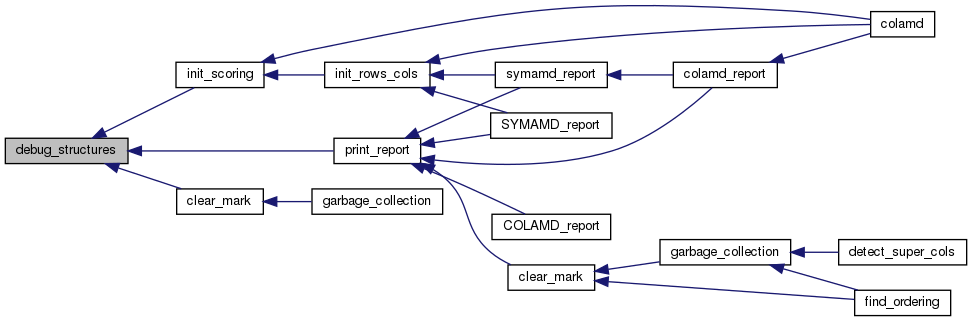 colamd
init_scoring
init_rows_cols
symamd_report
colamd_report
SYMAMD_report
debug_structures
print_report
clear_mark
garbage_collection
COLAMD_report
garbage_collection
detect_super_cols
clear_mark
find_ordering